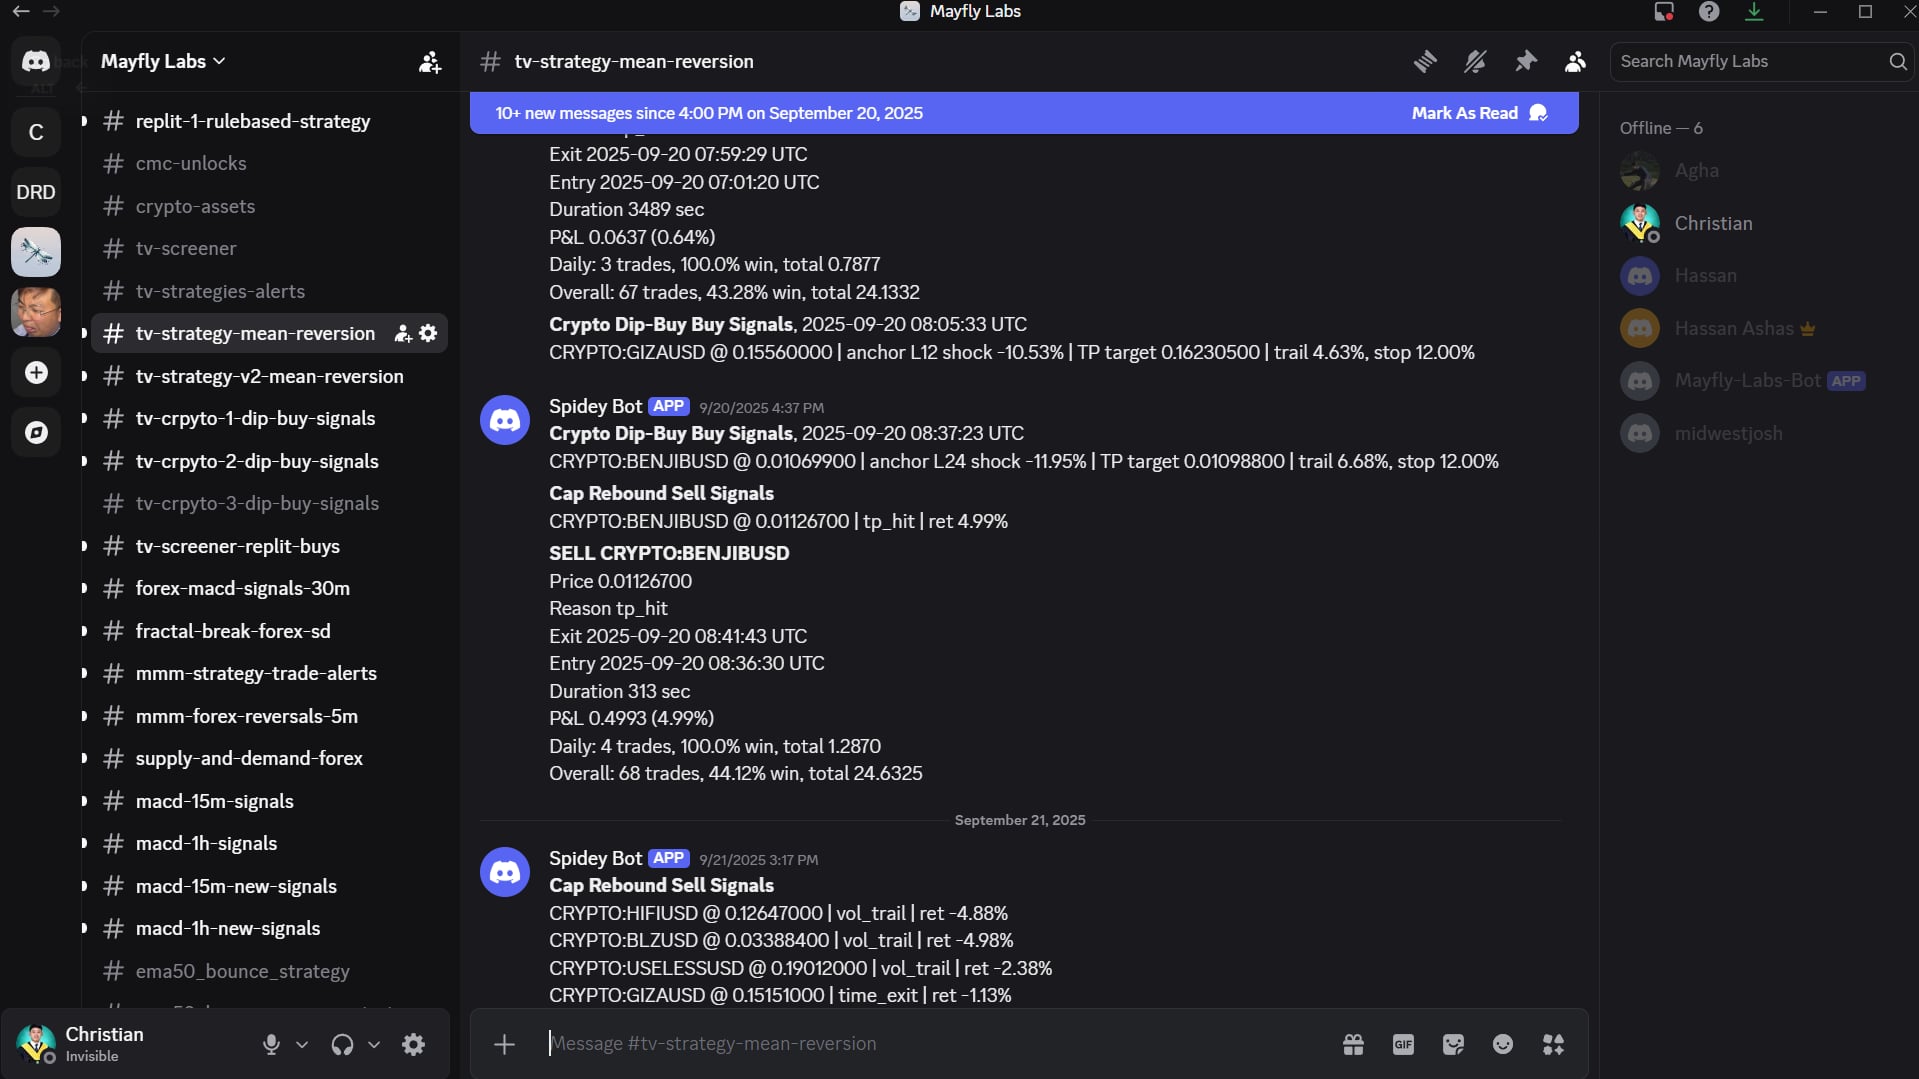 Mayfly Labs
Mayfly Labs
# tv-strategy-mean-reversion
Search Mayfly Labs
C
DRD
# replit-1-rulebased-strategy
# cmc-unlocks
# crypto-assets
# tv-screener
# tv-strategies-alerts
# tv-strategy-mean-reversion
# tv-strategy-v2-mean-reversion
# tv-crpyto-1-dip-buy-signals
# tv-crpyto-2-dip-buy-signals
# tv-crpyto-3-dip-buy-signals
# tv-screener-replit-buys
# forex-macd-signals-30m
# fractal-break-forex-sd
# mmm-strategy-trade-alerts
# mmm-forex-reversals-5m
# supply-and-demand-forex
# macd-15m-signals
# macd-1h-signals
# macd-15m-new-signals
# macd-1h-new-signals
# ema50_bounce_strategy
Christian
Invisible
10+ new messages since 4:00 PM on September 20, 2025 Mark As Read
Exit 2025-09-20 07:59:29 UTC
Entry 2025-09-20 07:01:20 UTC
Duration 3489 sec
P&L 0.0637 (0.64%)
Daily: 3 trades, 100.0% win, total 0.7877
Overall: 67 trades, 43.28% win, total 24.1332
Crypto Dip-Buy Buy Signals, 2025-09-20 08:05:33 UTC
CRYPTO:GIZAUSD @ 0.15560000 | anchor L12 shock -10.53% | TP target 0.16230500 | trail 4.63%, stop 12.00%
Spidey Bot APP 9/20/2025 4:37 PM
Crypto Dip-Buy Buy Signals, 2025-09-20 08:37:23 UTC
CRYPTO:BENJIBUSD @ 0.01069900 | anchor L24 shock -11.95% | TP target 0.01098800 | trail 6.68%, stop 12.00%
Cap Rebound Sell Signals
CRYPTO:BENJIBUSD @ 0.01126700 | tp_hit | ret 4.99%
SELL CRYPTO:BENJIBUSD
Price 0.01126700
Reason tp_hit
Exit 2025-09-20 08:41:43 UTC
Entry 2025-09-20 08:36:30 UTC
Duration 313 sec
P&L 0.4993 (4.99%)
Daily: 4 trades, 100.0% win, total 1.2870
Overall: 68 trades, 44.12% win, total 24.6325
September 21, 2025
Spidey Bot APP 9/21/2025 3:17 PM
Cap Rebound Sell Signals
CRYPTO:HIFIUSD @ 0.12647000 | vol_trail | ret -4.88%
CRYPTO:BLZUSD @ 0.03388400 | vol_trail | ret -4.98%
CRYPTO:USELESSUSD @ 0.19012000 | vol_trail | ret -2.38%
CRYPTO:GIZAUSD @ 0.15151000 | time_exit | ret -1.13%
Message #tv-strategy-mean-reversion
GIF
Offline — 6
Agha
Christian
Hassan
Hassan Ashas
Mayfly-Labs-Bot APP
midwestjosh